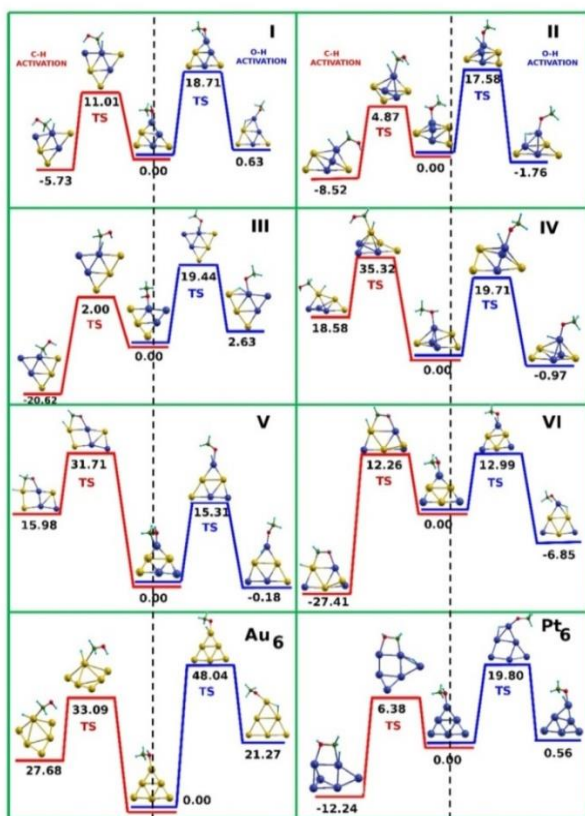 I
C-H
ACTIVATION
O-H
ACTIVATION
11.01
TS
18.71
TS
-5.73
0.00
0.63
II
C-H
ACTIVATION
O-H
ACTIVATION
4.87
TS
17.58
TS
-8.52
0.00
-1.76
III
2.00
TS
19.44
TS
-20.62
0.00
2.63
IV
35.32
TS
19.71
TS
18.58
0.00
-0.97
V
31.71
TS
15.31
TS
15.98
0.00
-0.18
VI
12.26
TS
12.99
TS
-27.41
0.00
-6.85
Au6
33.09
TS
48.04
TS
27.68
0.00
21.27
Pt6
6.38
TS
19.80
TS
-12.24
0.00
0.56